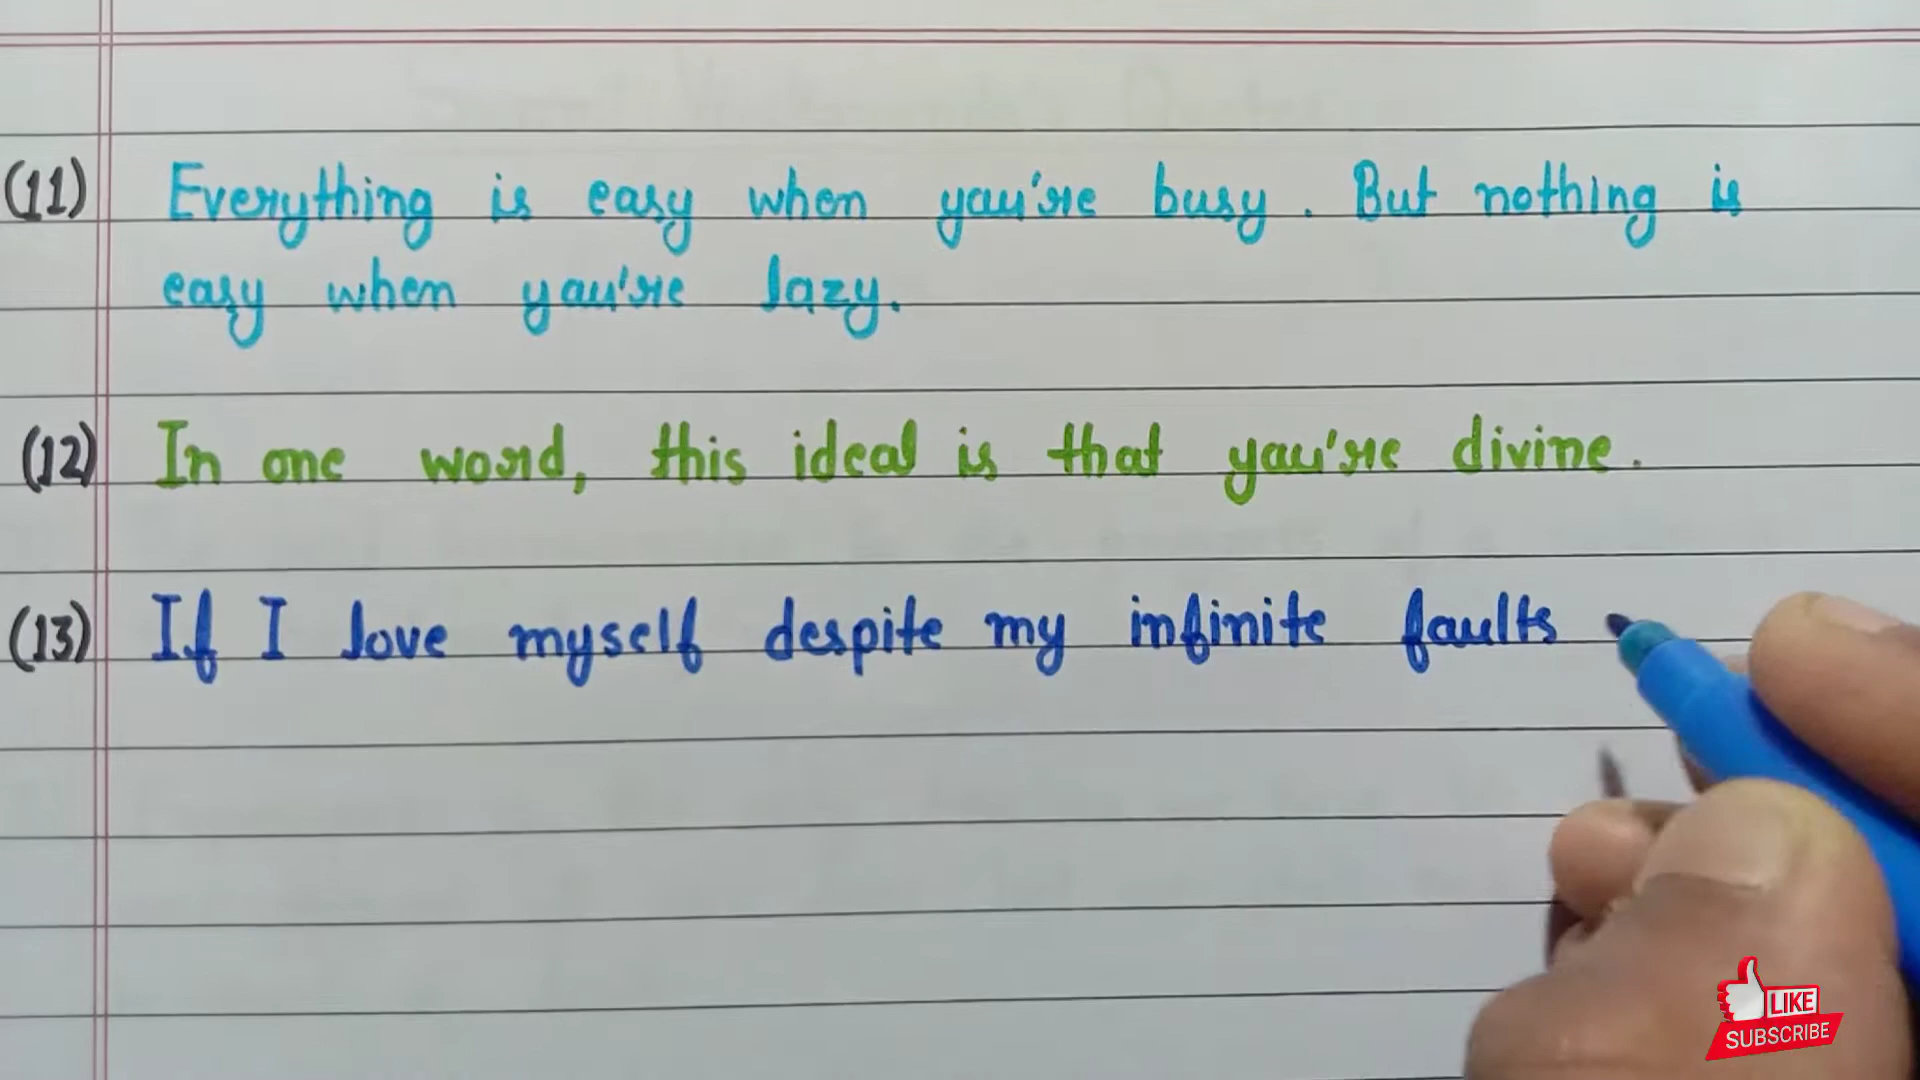 (11) Everything is easy when you're busy. But nothing is
easy when you're lazy.
(12) In one word, this ideal is that you're divine.
(13) If I love myself despite my infinite faults
LIKE
SUBSCRIBE